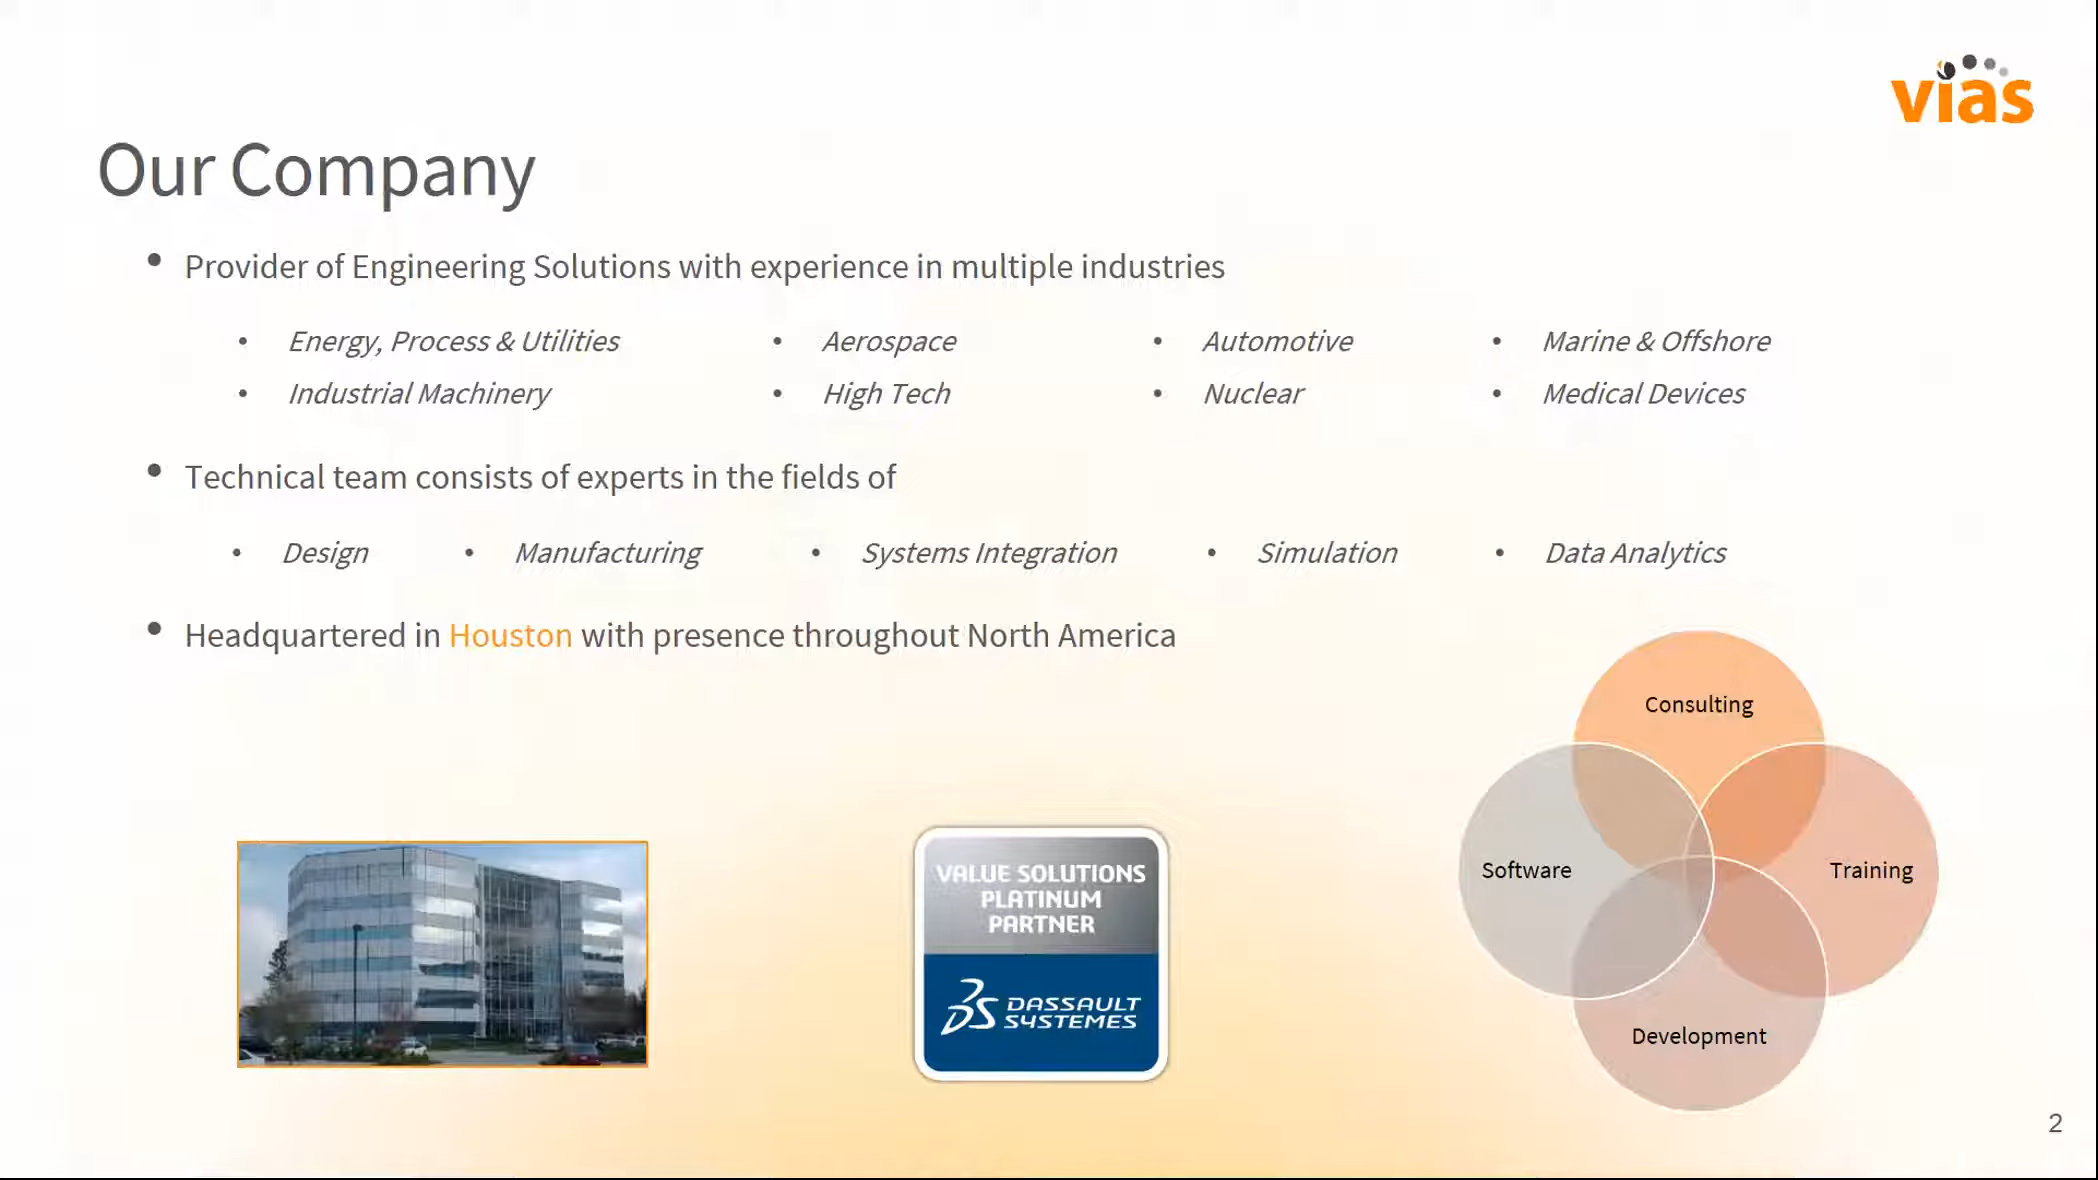 vias
Our Company
• Provider of Engineering Solutions with experience in multiple industries
• Energy, Process & Utilities • Aerospace • Automotive • Marine & Offshore
• Industrial Machinery • High Tech • Nuclear • Medical Devices
• Technical team consists of experts in the fields of
• Design • Manufacturing • Systems Integration • Simulation • Data Analytics
• Headquartered in Houston with presence throughout North America
VALUE SOLUTIONS
PLATINUM
PARTNER
3DS DASSAULT
SYSTEMES
Consulting
Software
Training
Development
2